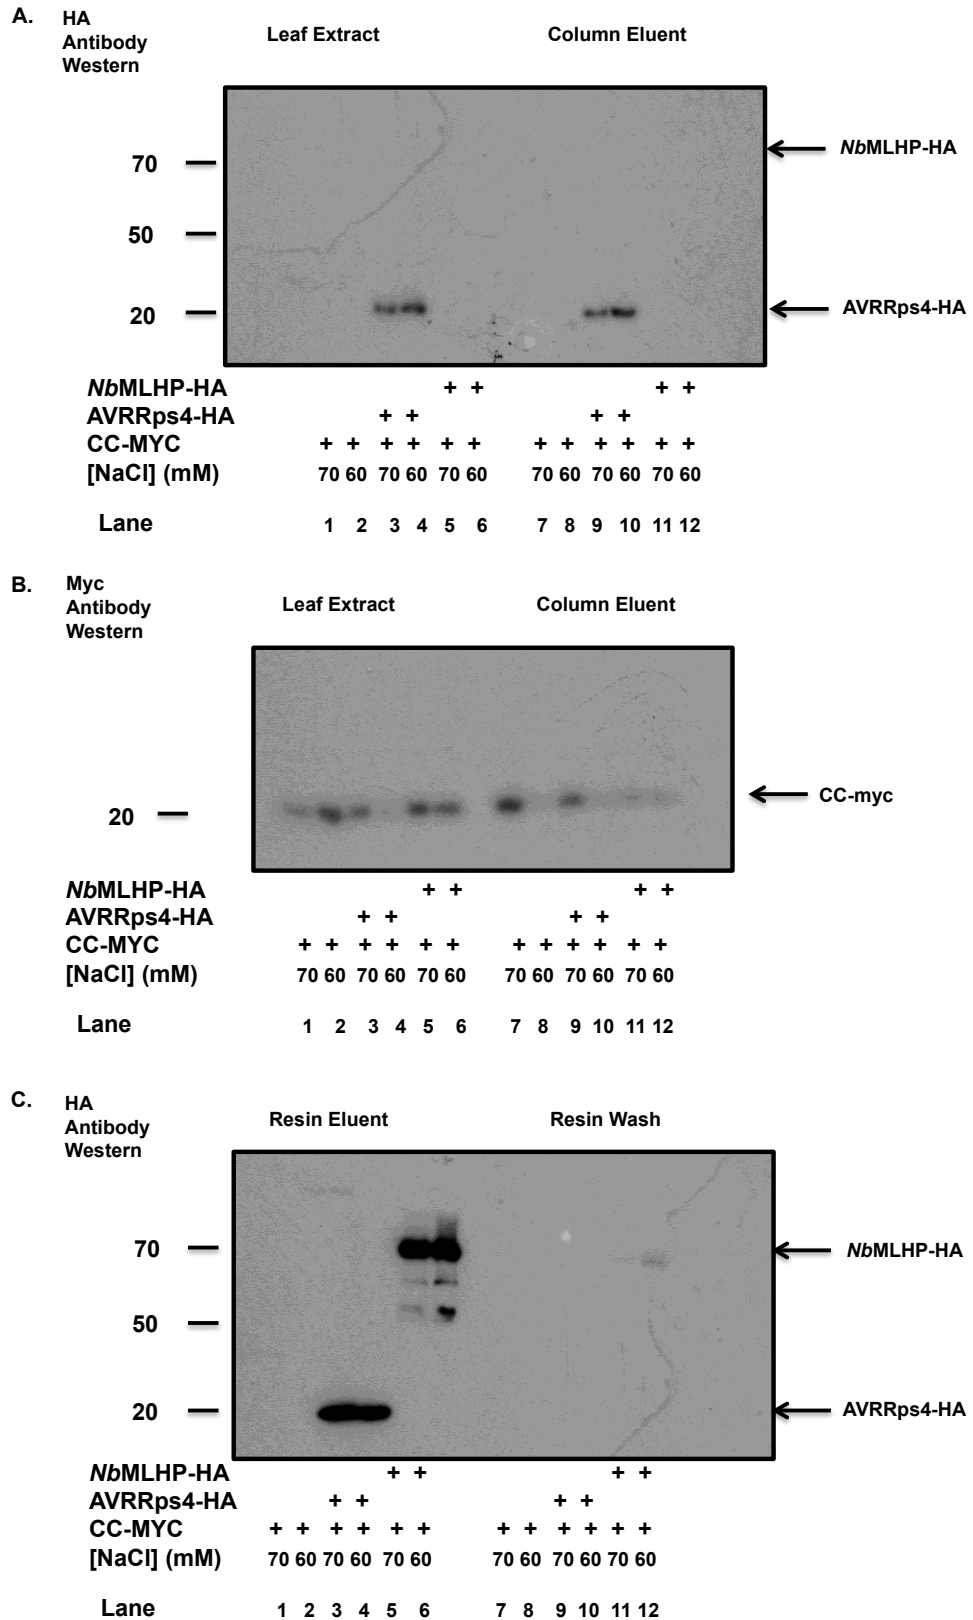 A. HA
Antibody
Western
Leaf Extract
Column Eluent
70
50
20
NbMLHP-HA
AVRRps4-HA
NbMLHP-HA + + + +
AVRRps4-HA + + + +
CC-MYC + + + + + + + + + + + +
[NaCl] (mM) 70 60 70 60 70 60 70 60 70 60 70 60
Lane 1 2 3 4 5 6 7 8 9 10 11 12
B. Myc
Antibody
Western
Leaf Extract
Column Eluent
20
CC-myc
NbMLHP-HA + + + +
AVRRps4-HA + + + +
CC-MYC + + + + + + + + + + + +
[NaCl] (mM) 70 60 70 60 70 60 70 60 70 60 70 60
Lane 1 2 3 4 5 6 7 8 9 10 11 12
C. HA
Antibody
Western
Resin Eluent
Resin Wash
70
50
20
NbMLHP-HA
AVRRps4-HA
NbMLHP-HA + + + +
AVRRps4-HA + + + +
CC-MYC + + + + + + + + + + + +
[NaCl] (mM) 70 60 70 60 70 60 70 60 70 60 70 60
Lane 1 2 3 4 5 6 7 8 9 10 11 12